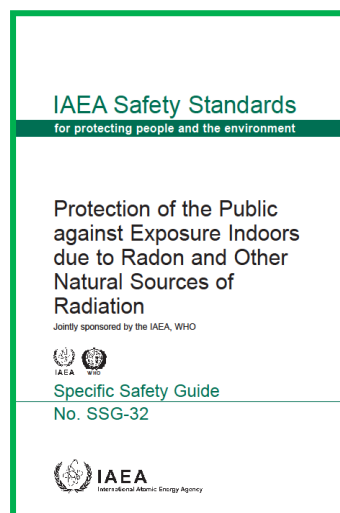 IAEA Safety Standards
for protecting people and the environment
Protection of the Public
against Exposure Indoors
due to Radon and Other
Natural Sources of
Radiation
Jointly sponsored by the IAEA, WHO
IAEA WHO
Specific Safety Guide
No. SSG-32
IAEA
International Atomic Energy Agency